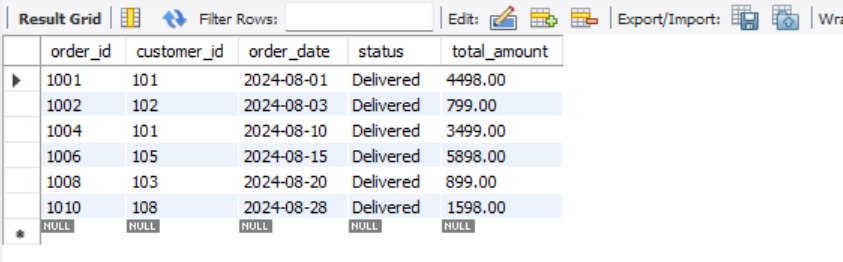 Result Grid Filter Rows: Edit: Export/Import: Wra
order_id customer_id order_date status total_amount
1001 101 2024-08-01 Delivered 4498.00
1002 102 2024-08-03 Delivered 799.00
1004 101 2024-08-10 Delivered 3499.00
1006 105 2024-08-15 Delivered 5898.00
1008 103 2024-08-20 Delivered 899.00
1010 108 2024-08-28 Delivered 1598.00
NULL NULL NULL NULL NULL